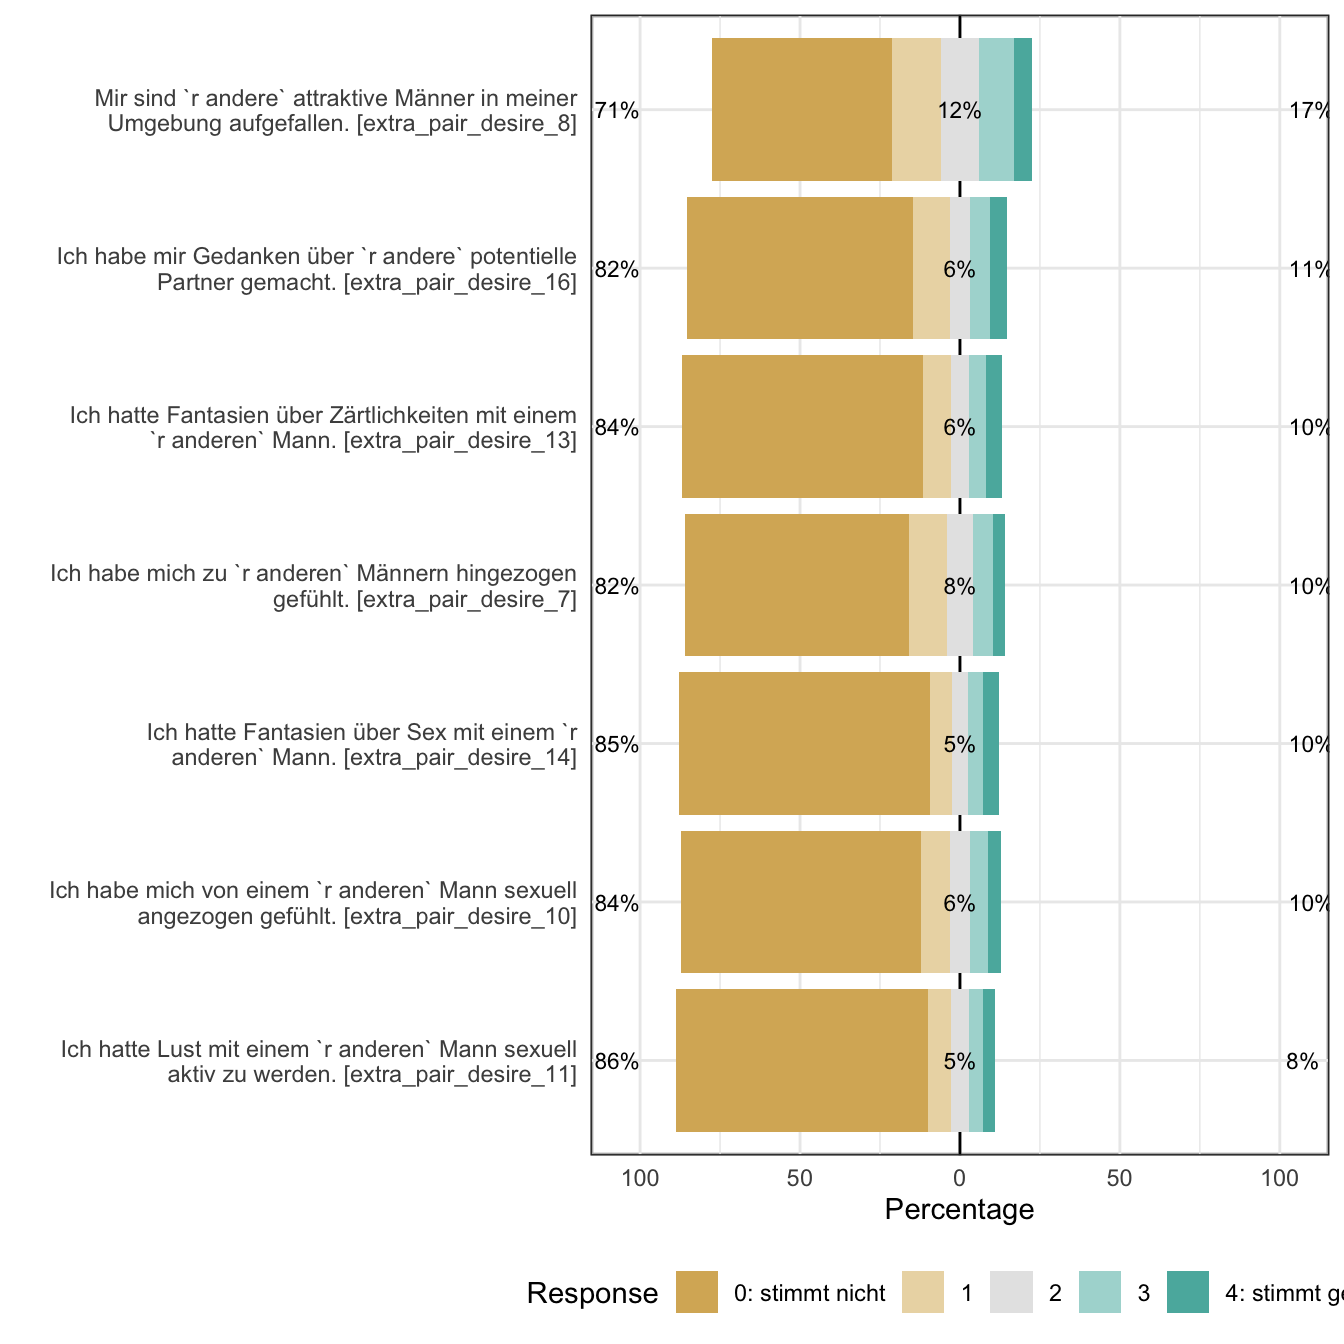 Mir sind `r andere` attraktive Männer in meiner
Umgebung aufgefallen. [extra_pair_desire_8]
71%
12%
17%
Ich habe mir Gedanken über `r andere` potentielle
Partner gemacht. [extra_pair_desire_16]
82%
6%
11%
Ich hatte Fantasien über Zärtlichkeiten mit einem
`r anderen` Mann. [extra_pair_desire_13]
84%
6%
10%
Ich habe mich zu `r anderen` Männern hingezogen
gefühlt. [extra_pair_desire_7]
82%
8%
10%
Ich hatte Fantasien über Sex mit einem `r
anderen` Mann. [extra_pair_desire_14]
85%
5%
10%
Ich habe mich von einem `r anderen` Mann sexuell
angezogen gefühlt. [extra_pair_desire_10]
84%
6%
10%
Ich hatte Lust mit einem `r anderen` Mann sexuell
aktiv zu werden. [extra_pair_desire_11]
86%
5%
8%
100 50 0 50 100
Percentage
Response 0: stimmt nicht 1 2 3 4: stimmt